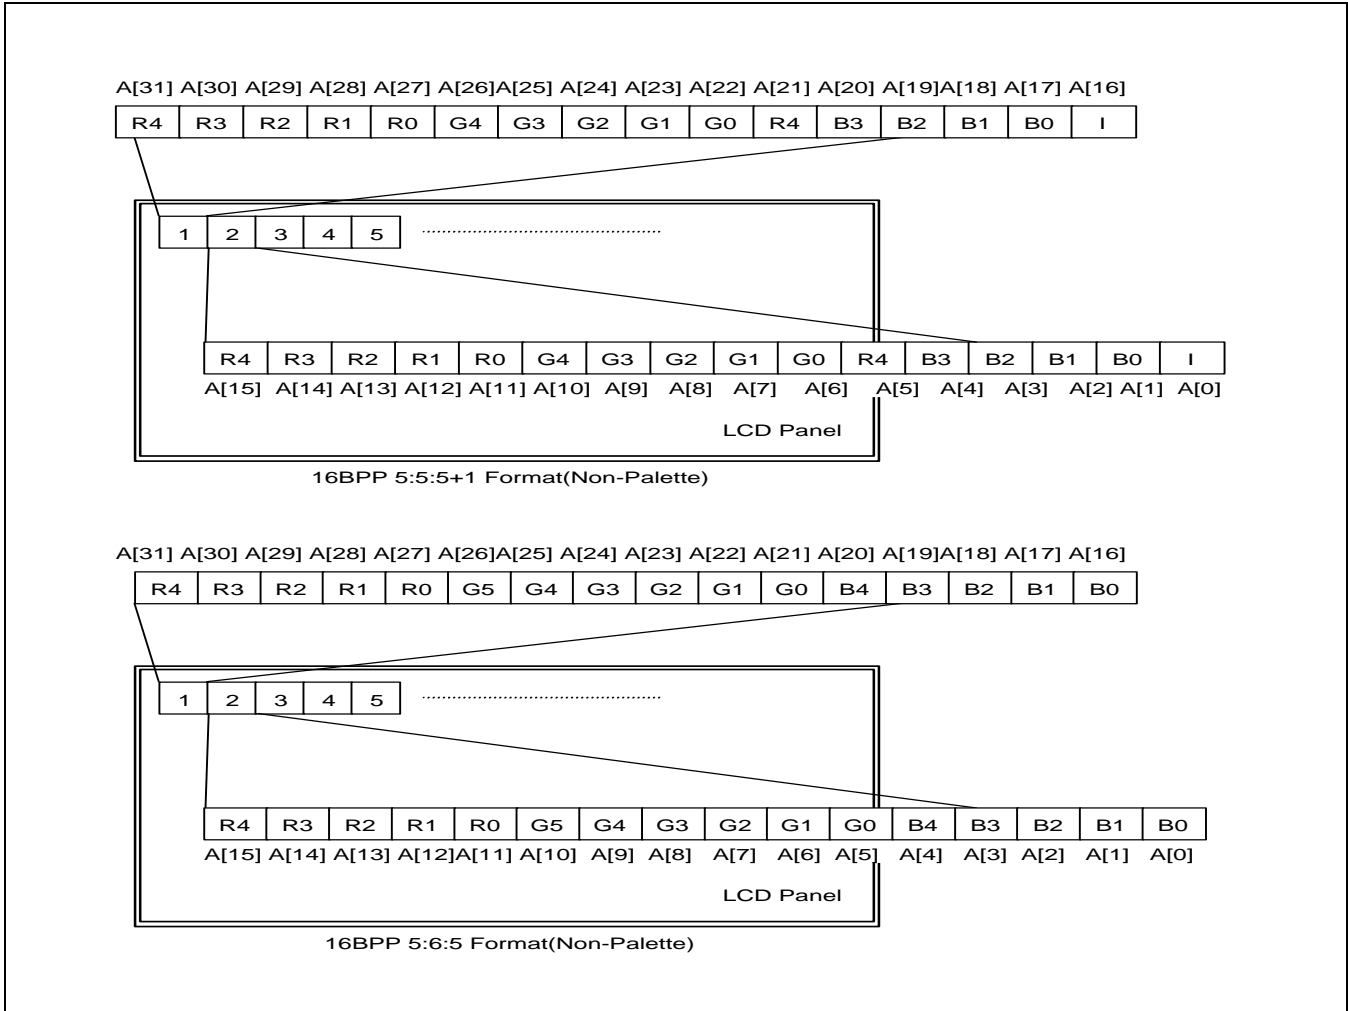 A[31] A[30] A[29] A[28] A[27] A[26]A[25] A[24] A[23] A[22] A[21] A[20] A[19]A[18] A[17] A[16]
R4 R3 R2 R1 R0 G4 G3 G2 G1 G0 R4 B3 B2 B1 B0 I
1 2 3 4 5
R4 R3 R2 R1 R0 G4 G3 G2 G1 G0 R4 B3 B2 B1 B0 I
A[15] A[14] A[13] A[12] A[11] A[10] A[9] A[8] A[7] A[6] A[5] A[4] A[3] A[2] A[1] A[0]
LCD Panel
16BPP 5:5:5+1 Format(Non-Palette)
A[31] A[30] A[29] A[28] A[27] A[26]A[25] A[24] A[23] A[22] A[21] A[20] A[19]A[18] A[17] A[16]
R4 R3 R2 R1 R0 G5 G4 G3 G2 G1 G0 B4 B3 B2 B1 B0
1 2 3 4 5
R4 R3 R2 R1 R0 G5 G4 G3 G2 G1 G0 B4 B3 B2 B1 B0
A[15] A[14] A[13] A[12]A[11] A[10] A[9] A[8] A[7] A[6] A[5] A[4] A[3] A[2] A[1] A[0]
LCD Panel
16BPP 5:6:5 Format(Non-Palette)